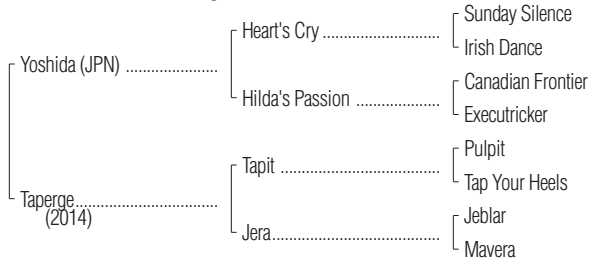 Sunday Silence
Heart's Cry
Irish Dance
Yoshida (JPN)
Canadian Frontier
Hilda's Passion
Executricker
Pulpit
Tapit
Tap Your Heels
Taperge
(2014)
Jeblar
Jera
Mavera